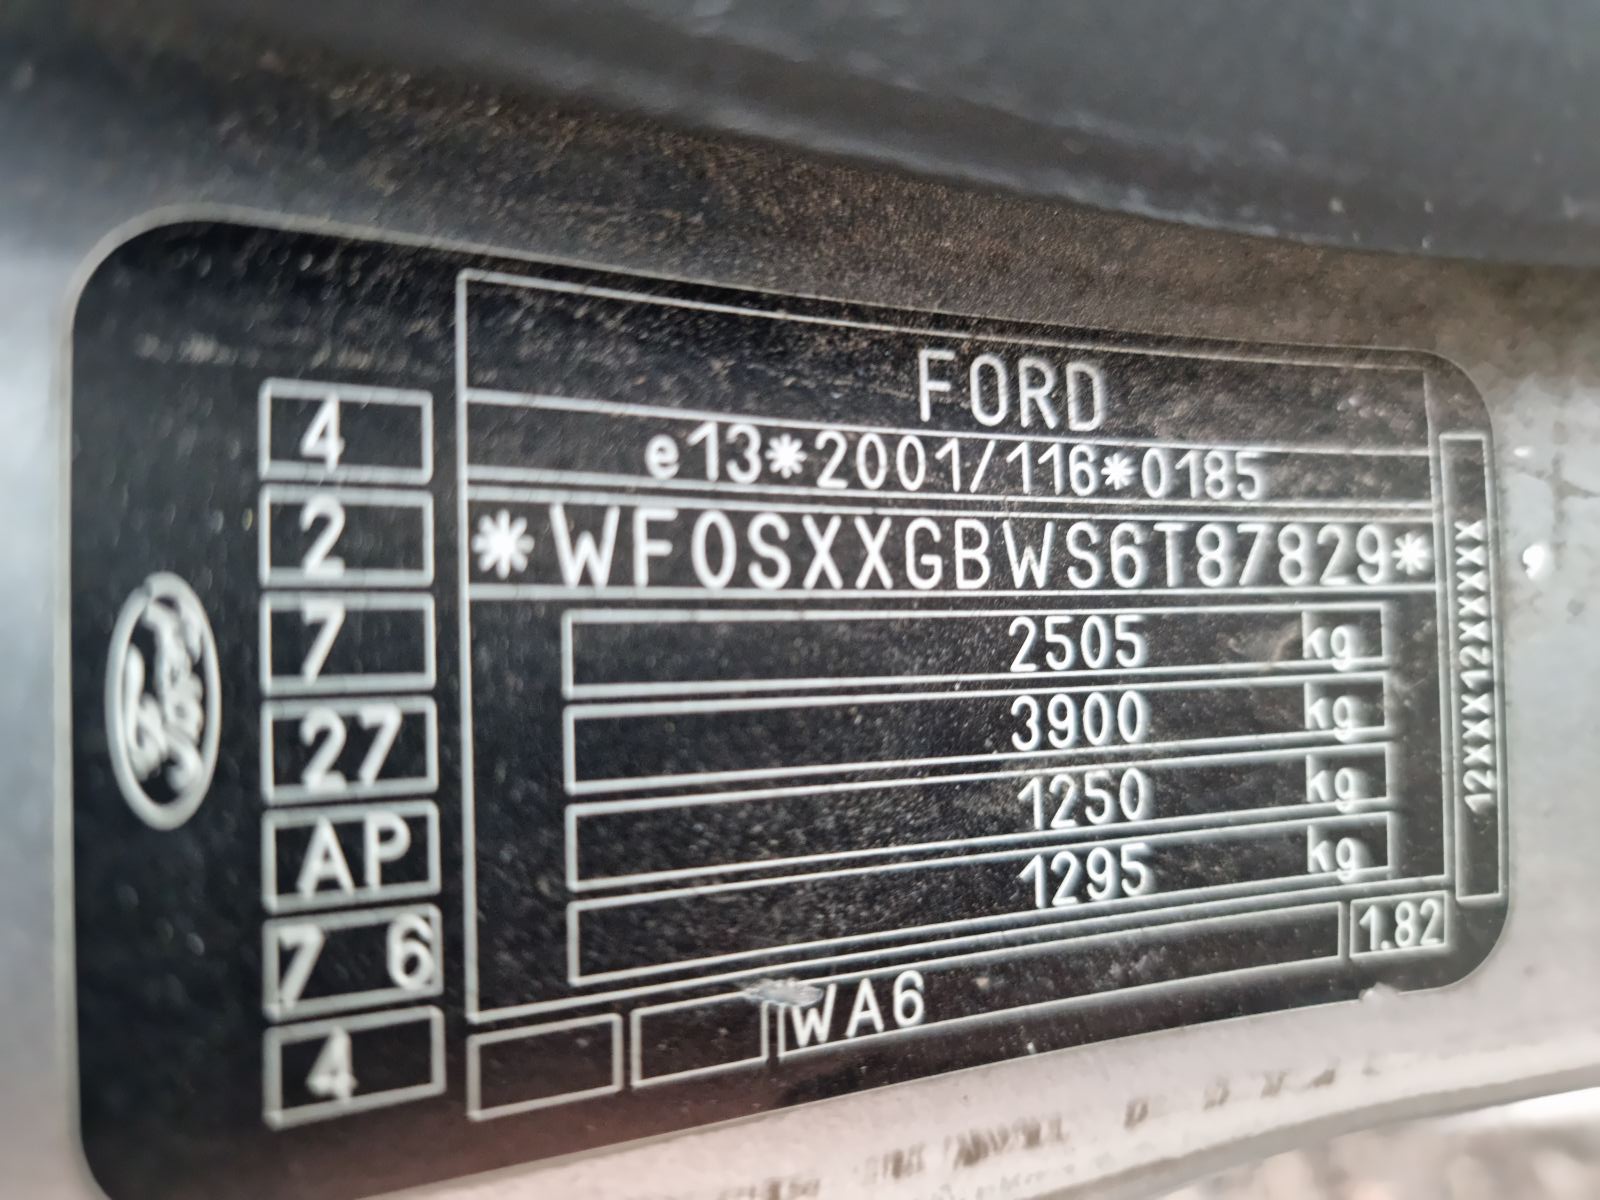 FORD
e13*2001/116*0185
*WF0SXXGBWS6T87829*
2505 kg
3900 kg
1250 kg
1295 kg
WA6
1.82
4
2
7
27
AP
7 6
4
Ford
12XXX12XXXXX